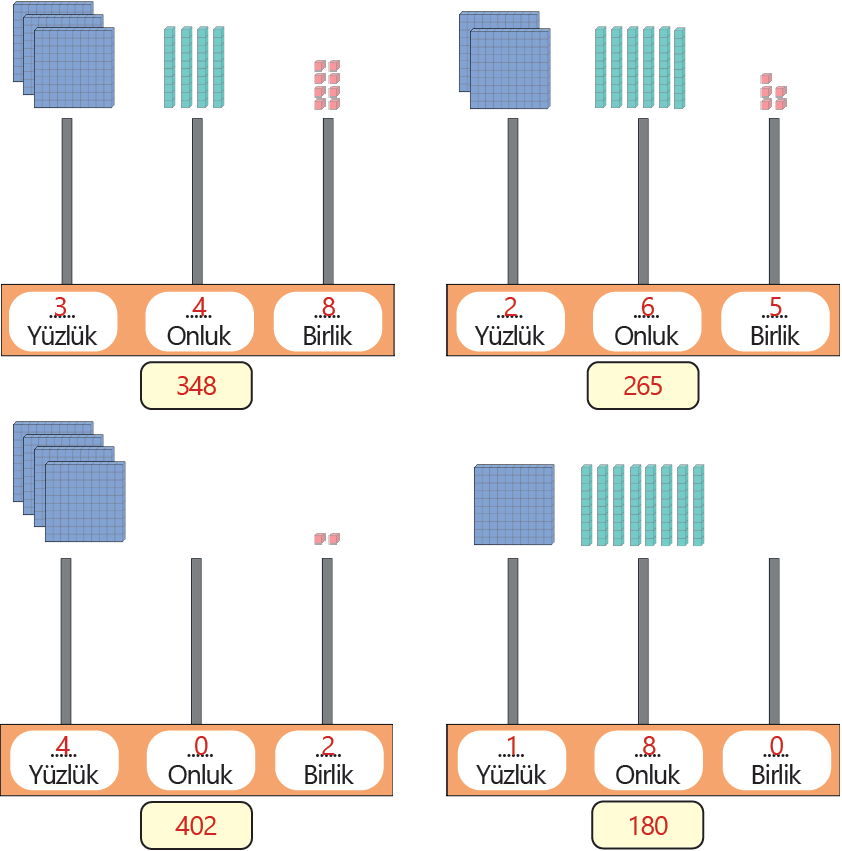 3 4 8
Yüzlük Onluk Birlik
348
2 6 5
Yüzlük Onluk Birlik
265
4 0 2
Yüzlük Onluk Birlik
402
1 8 0
Yüzlük Onluk Birlik
180